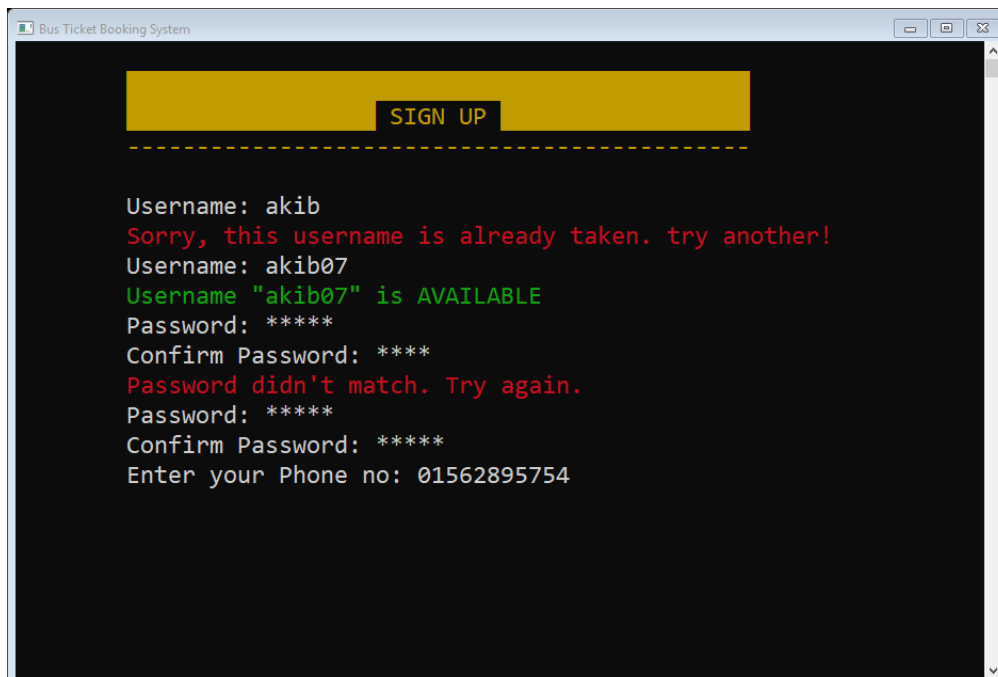 Bus Ticket Booking System
SIGN UP
---------------------------------------------
Username: akib
Sorry, this username is already taken. try another!
Username: akib07
Username "akib07" is AVAILABLE
Password: *****
Confirm Password: ****
Password didn't match. Try again.
Password: *****
Confirm Password: *****
Enter your Phone no: 01562895754